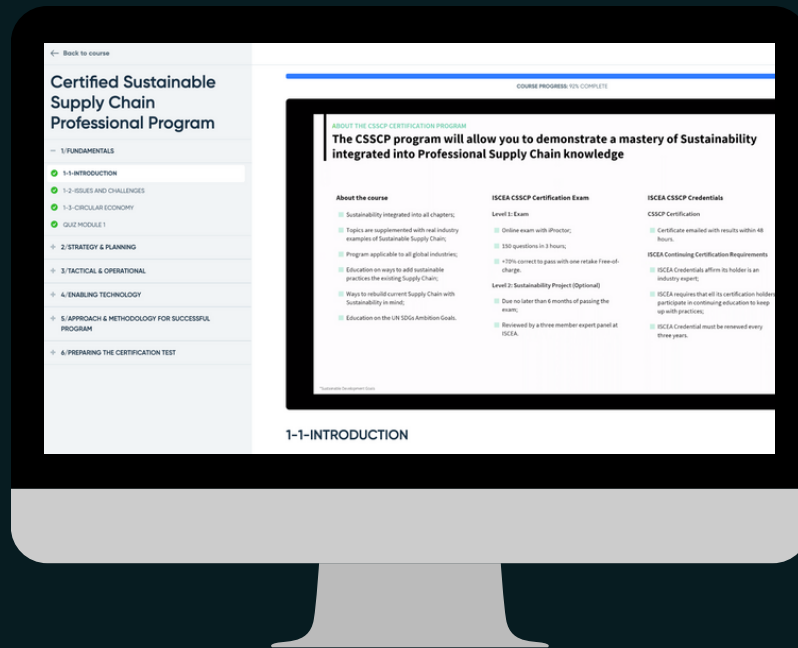 ← Back to course
Certified Sustainable
Supply Chain
Professional Program
1/FUNDAMENTALS
1-1-INTRODUCTION
1-2-ISSUES AND CHALLENGES
1-3-CIRCULAR ECONOMY
QUIZ MODULE 1
2/STRATEGY & PLANNING
3/TACTICAL & OPERATIONAL
4/ENABLING TECHNOLOGY
5/APPROACH & METHODOLOGY FOR SUCCESSFUL
PROGRAM
6/PREPARING THE CERTIFICATION TEST
COURSE PROGRESS: 92% COMPLETE
ABOUT THE CSSCP CERTIFICATION PROGRAM
The CSSCP program will allow you to demonstrate a mastery of Sustainability
integrated into Professional Supply Chain knowledge
About the course
Sustainability integrated into all chapters;
Topics are supplemented with real industry
examples of Sustainable Supply Chain;
Program applicable to all global industries;
Education on ways to add sustainable
practices the existing Supply Chain;
Ways to rebuild current Supply Chain with
Sustainability in mind;
Education on the UN SDGs Ambition Goals.
ISCEA CSSCP Certification Exam
Level 1: Exam
Online exam with iProctor;
150 questions in 3 hours;
+70% correct to pass with one retake Free-of-
charge.
Level 2: Sustainability Project (Optional)
Due no later than 6 months of passing the
exam;
Reviewed by a three member expert panel at
ISCEA.
ISCEA CSSCP Credentials
CSSCP Certification
Certificate emailed with results within 48
hours.
ISCEA Continuing Certification Requirements
ISCEA Credentials affirm its holder is an
industry expert;
ISCEA requires that all its certification holders
participate in continuing education to keep
up with practices;
ISCEA Credential must be renewed every
three years.
*Sustainable Development Goals
1-1-INTRODUCTION